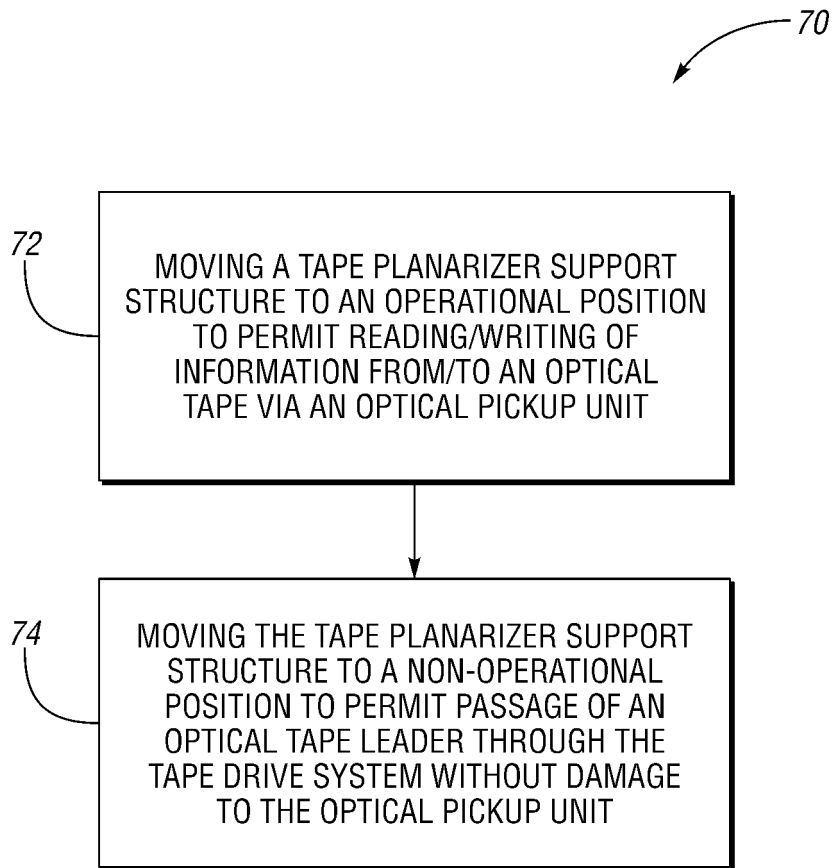 70
72
MOVING A TAPE PLANARIZER SUPPORT
STRUCTURE TO AN OPERATIONAL POSITION
TO PERMIT READING/WRITING OF
INFORMATION FROM/TO AN OPTICAL
TAPE VIA AN OPTICAL PICKUP UNIT
74
MOVING THE TAPE PLANARIZER SUPPORT
STRUCTURE TO A NON-OPERATIONAL
POSITION TO PERMIT PASSAGE OF AN
OPTICAL TAPE LEADER THROUGH THE
TAPE DRIVE SYSTEM WITHOUT DAMAGE
TO THE OPTICAL PICKUP UNIT